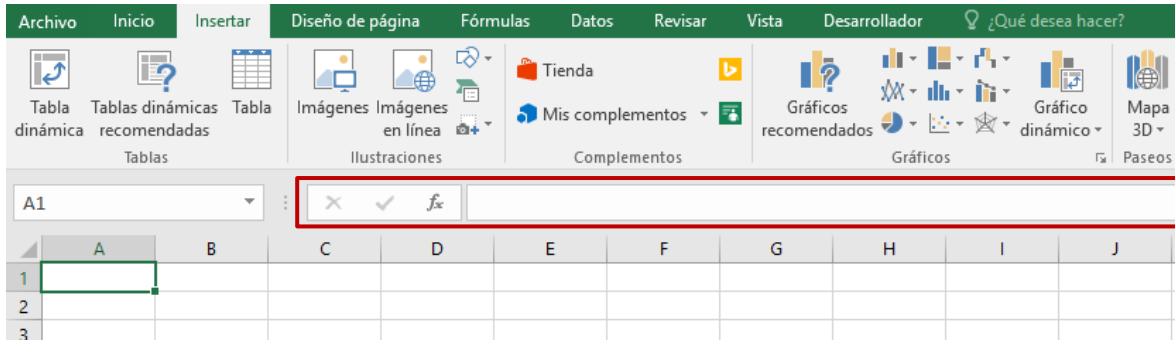 Archivo Inicio Insertar Diseño de página Fórmulas Datos Revisar Vista Desarrollador ¿Qué desea hacer?
Tabla dinámica
Tablas dinámicas recomendadas
Tabla
Imágenes
Imágenes en línea
Tienda
Mis complementos
Gráficos recomendados
Gráfico dinámico
Mapa 3D
Tablas Ilustraciones Complementos Gráficos Paseos
A1 fx
A B C D E F G H I J
1
2
3